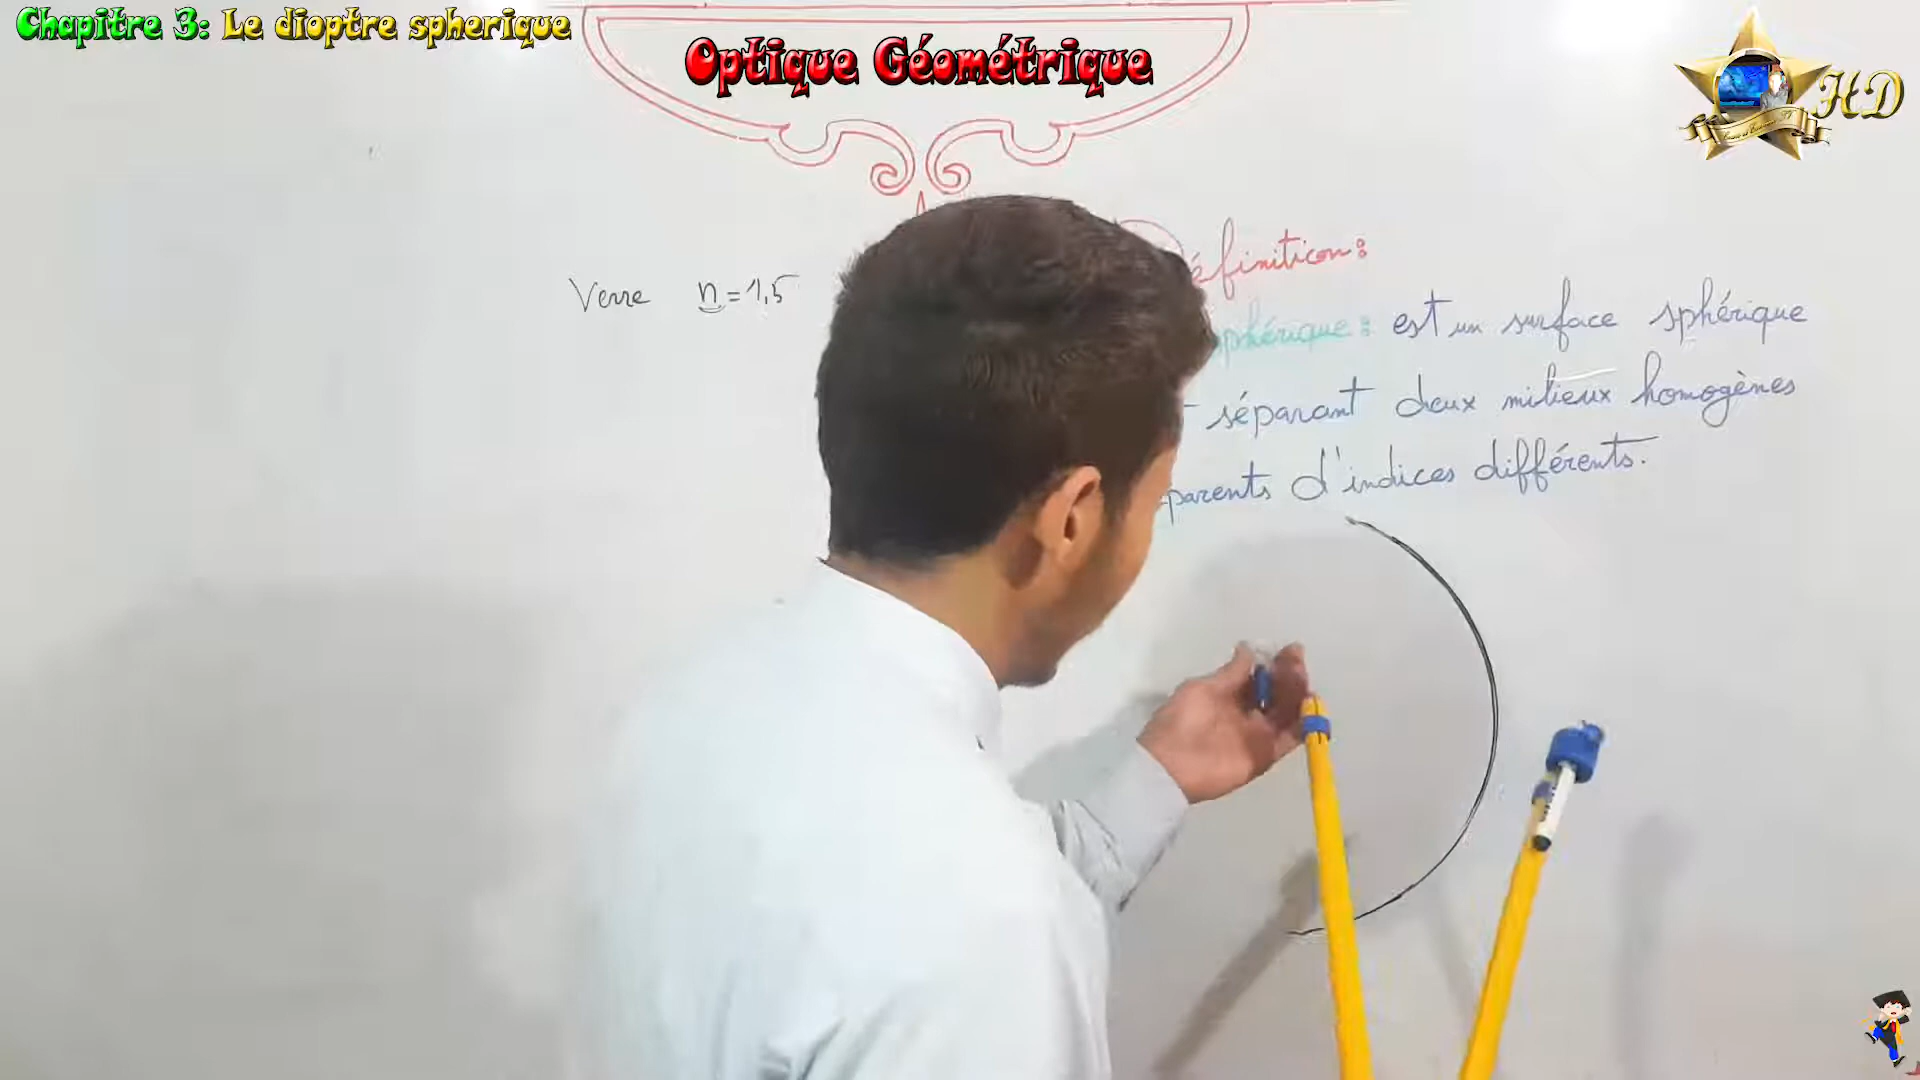 Chapitre 3: Le dioptre spherique
Optique Géométrique
HD
éfinition:
Verre n = 1,5
sphérique: est un surface sphérique
séparant deux milieux homogènes
parents d'indices différents.